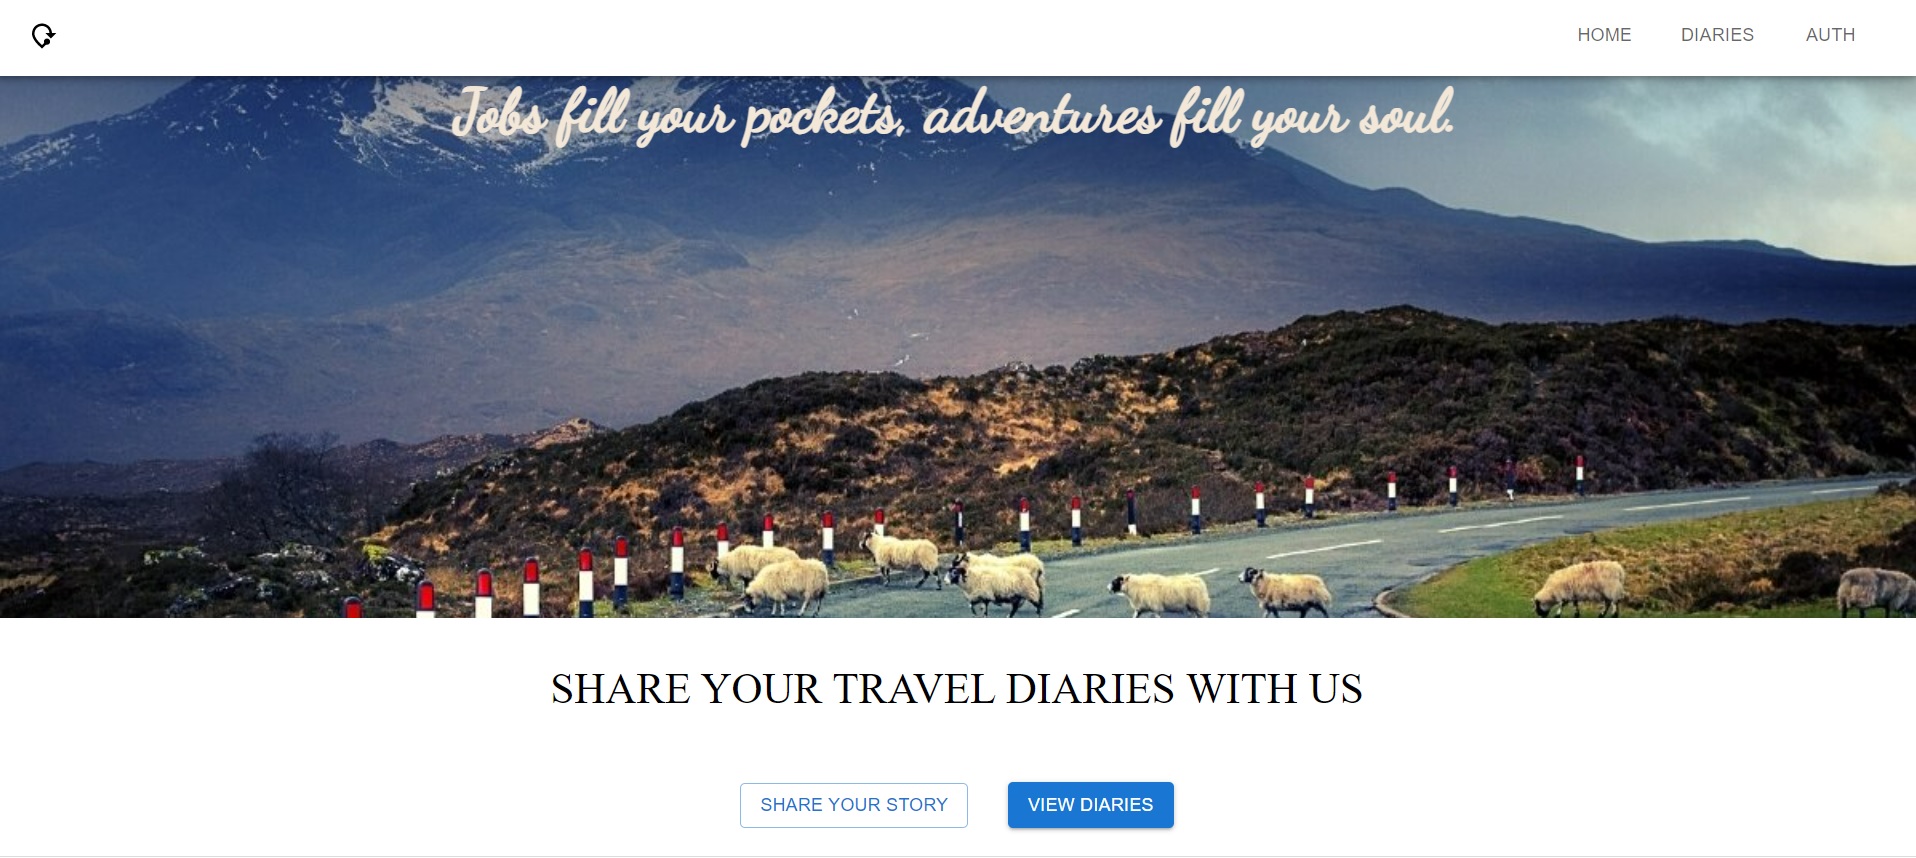 HOME DIARIES AUTH
Jobs fill your pockets, adventures fill your soul.
SHARE YOUR TRAVEL DIARIES WITH US
SHARE YOUR STORY VIEW DIARIES